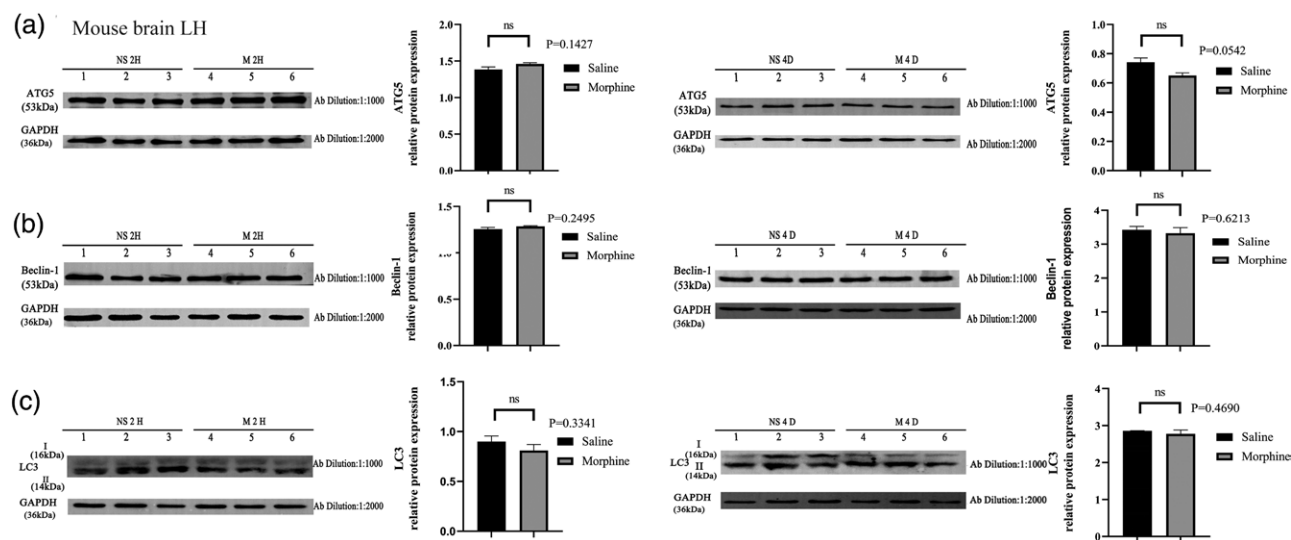 (a) Mouse brain LH
NS 2H M 2H
1 2 3 4 5 6
ATG5
(53kDa)
Ab Dilution:1:1000
GAPDH
(36kDa)
Ab Dilution:1:2000
ATG5
relative protein expression
2.0
1.5
1.0
0.5
0.0
ns
P=0.1427
Saline
Morphine
NS 4D M 4 D
1 2 3 4 5 6
ATG5
(53kDa)
Ab Dilution:1:1000
GAPDH
(36kDa)
Ab Dilution:1:2000
ATG5
relative protein expression
1.0
0.8
0.6
0.4
0.2
0.0
ns
P=0.0542
Saline
Morphine
(b)
NS 2H M 2H
1 2 3 4 5 6
Beclin-1
(53kDa)
Ab Dilution:1:1000
GAPDH
(36kDa)
Ab Dilution:1:2000
Beclin-1
relative protein expression
1.5
1.0
0.5
0.0
ns
P=0.2495
Saline
Morphine
NS 4 D M 4 D
1 2 3 4 5 6
Beclin-1
(53kDa)
Ab Dilution:1:1000
GAPDH
(36kDa)
Ab Dilution:1:2000
Beclin-1
relative protein expression
4
3
2
1
0
ns
P=0.6213
Saline
Morphine
(c)
NS 2 H M 2 H
1 2 3 4 5 6
I
(16kDa)
LC3
II
(14kDa)
Ab Dilution:1:1000
GAPDH
(36kDa)
Ab Dilution:1:2000
LC3
relative protein expression
1.5
1.0
0.5
0.0
ns
P=0.3341
Saline
Morphine
NS 4D M 4 D
1 2 3 4 5 6
I
(16kDa)
LC3 II
(14kDa)
Ab Dilution:1:1000
GAPDH
(36kDa)
Ab Dilution:1:2000
LC3
relative protein expression
4
3
2
1
0
ns
P=0.4690
Saline
Morphine